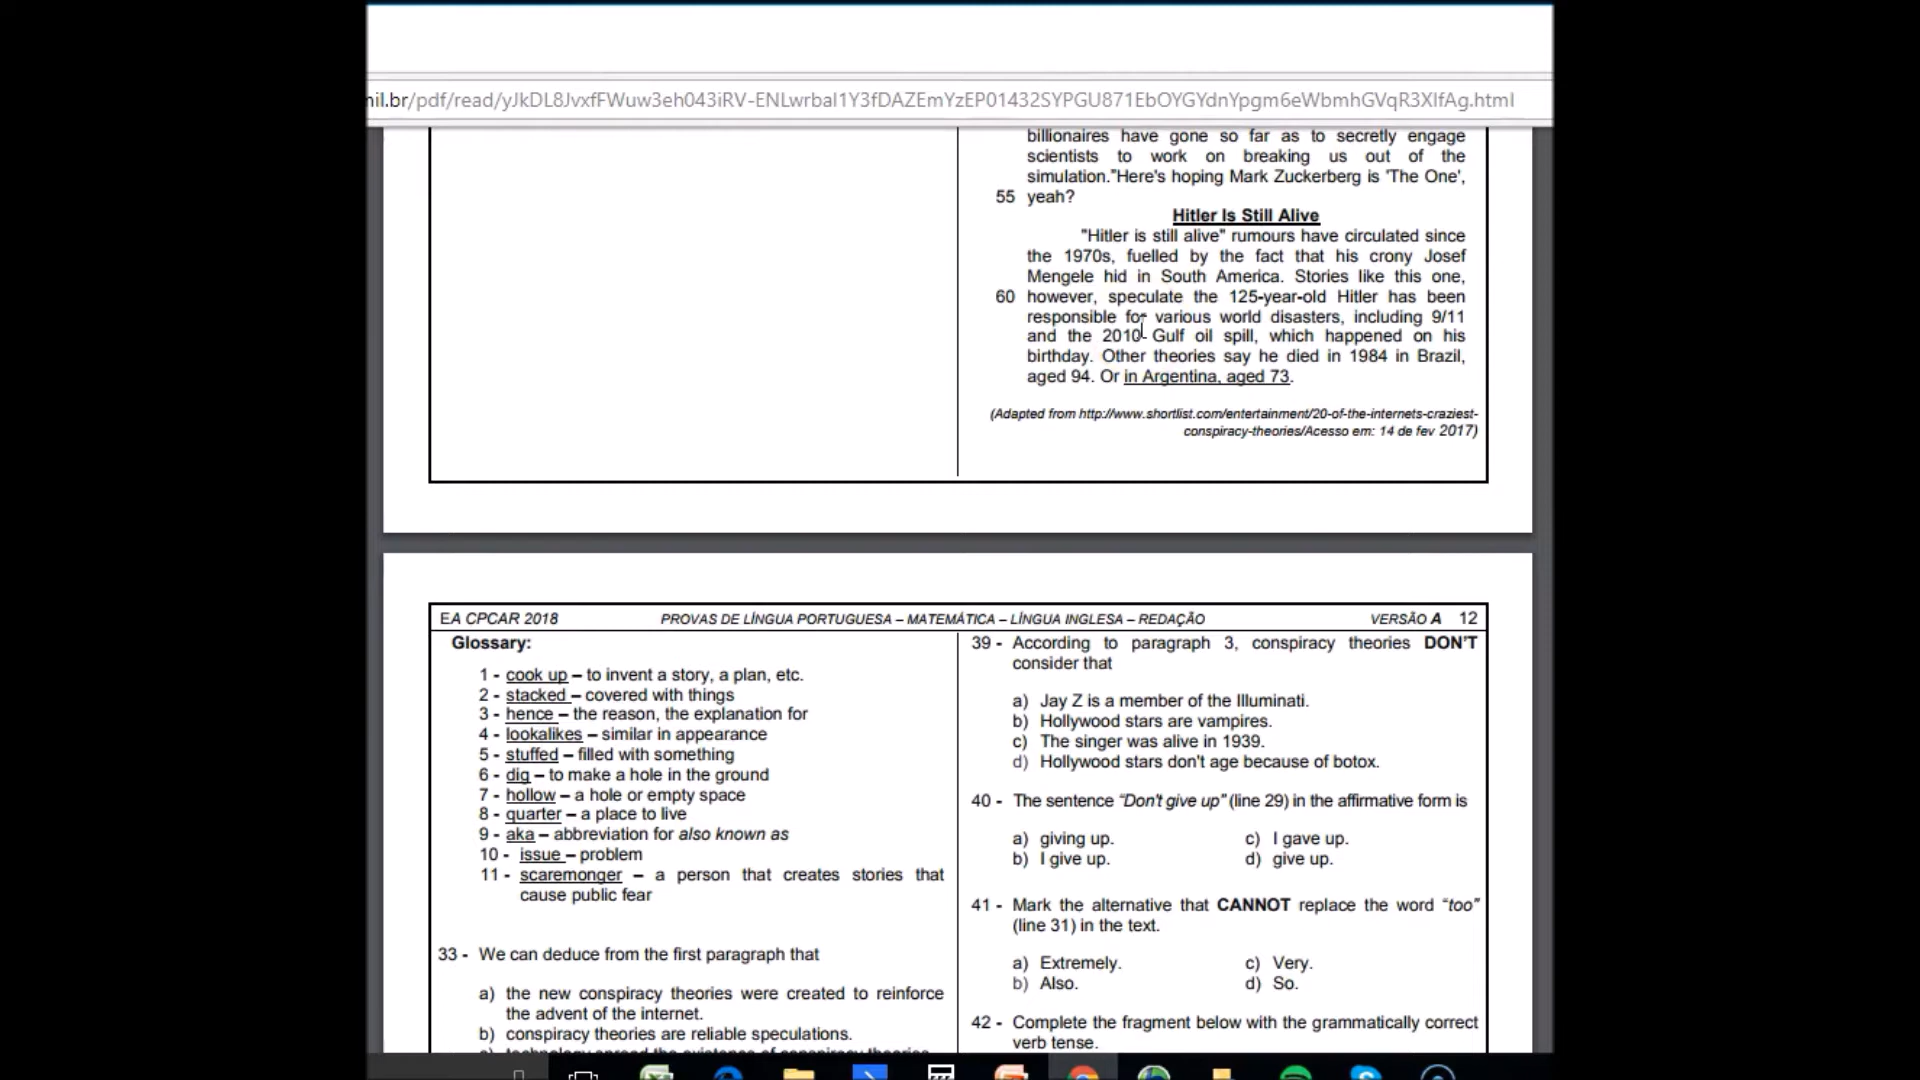 nil.br/pdf/read/yJkDL8JvxfFWuw3eh043iRV-ENLwrbal1Y3fDAZEmYzEP01432SYPGU871EbOYGYdnYpgm6eWbmhGVqR3XlfAg.html
billionaires have gone so far as to secretly engage
scientists to work on breaking us out of the
simulation."Here's hoping Mark Zuckerberg is 'The One',
55 yeah?
Hitler Is Still Alive
"Hitler is still alive" rumours have circulated since
the 1970s, fuelled by the fact that his crony Josef
Mengele hid in South America. Stories like this one,
60 however, speculate the 125-year-old Hitler has been
responsible for various world disasters, including 9/11
and the 2010 Gulf oil spill, which happened on his
birthday. Other theories say he died in 1984 in Brazil,
aged 94. Or in Argentina, aged 73.
(Adapted from http://www.shortlist.com/entertainment/20-of-the-internets-craziest-
conspiracy-theories/Acesso em: 14 de fev 2017)
EA CPCAR 2018 PROVAS DE LÍNGUA PORTUGUESA – MATEMÁTICA – LÍNGUA INGLESA – REDAÇÃO VERSÃO A 12
Glossary:
1 - cook up – to invent a story, a plan, etc.
2 - stacked – covered with things
3 - hence – the reason, the explanation for
4 - lookalikes – similar in appearance
5 - stuffed – filled with something
6 - dig – to make a hole in the ground
7 - hollow – a hole or empty space
8 - quarter – a place to live
9 - aka – abbreviation for also known as
10 - issue – problem
11 - scaremonger – a person that creates stories that
cause public fear
33 - We can deduce from the first paragraph that
a) the new conspiracy theories were created to reinforce
the advent of the internet.
b) conspiracy theories are reliable speculations.
c) technology spread the existence of conspiracy theories
39 - According to paragraph 3, conspiracy theories DON'T
consider that
a) Jay Z is a member of the Illuminati.
b) Hollywood stars are vampires.
c) The singer was alive in 1939.
d) Hollywood stars don't age because of botox.
40 - The sentence "Don't give up" (line 29) in the affirmative form is
a) giving up. c) I gave up.
b) I give up. d) give up.
41 - Mark the alternative that CANNOT replace the word "too"
(line 31) in the text.
a) Extremely. c) Very.
b) Also. d) So.
42 - Complete the fragment below with the grammatically correct
verb tense.